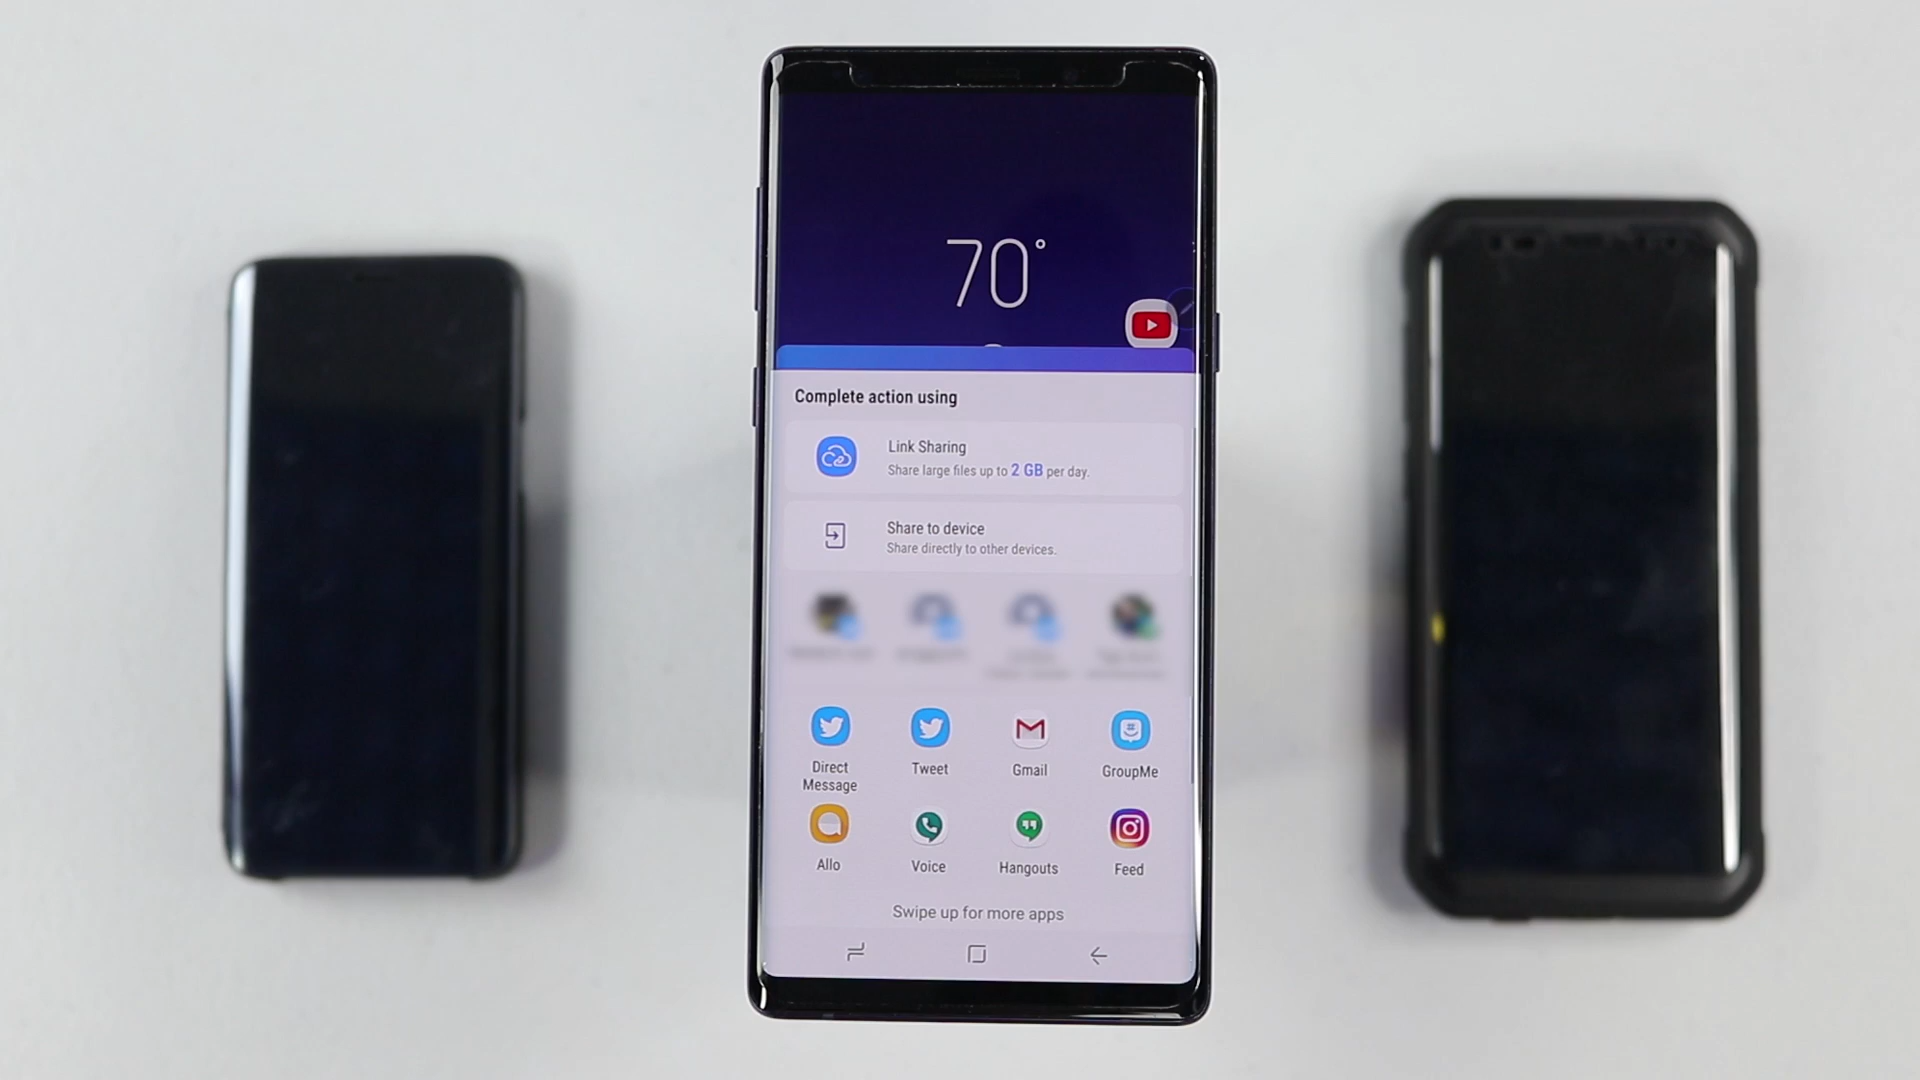 70°
Complete action using
Link Sharing
Share large files up to 2 GB per day.
Share to device
Share directly to other devices.
Direct Message
Tweet
Gmail
GroupMe
Allo
Voice
Hangouts
Feed
Swipe up for more apps